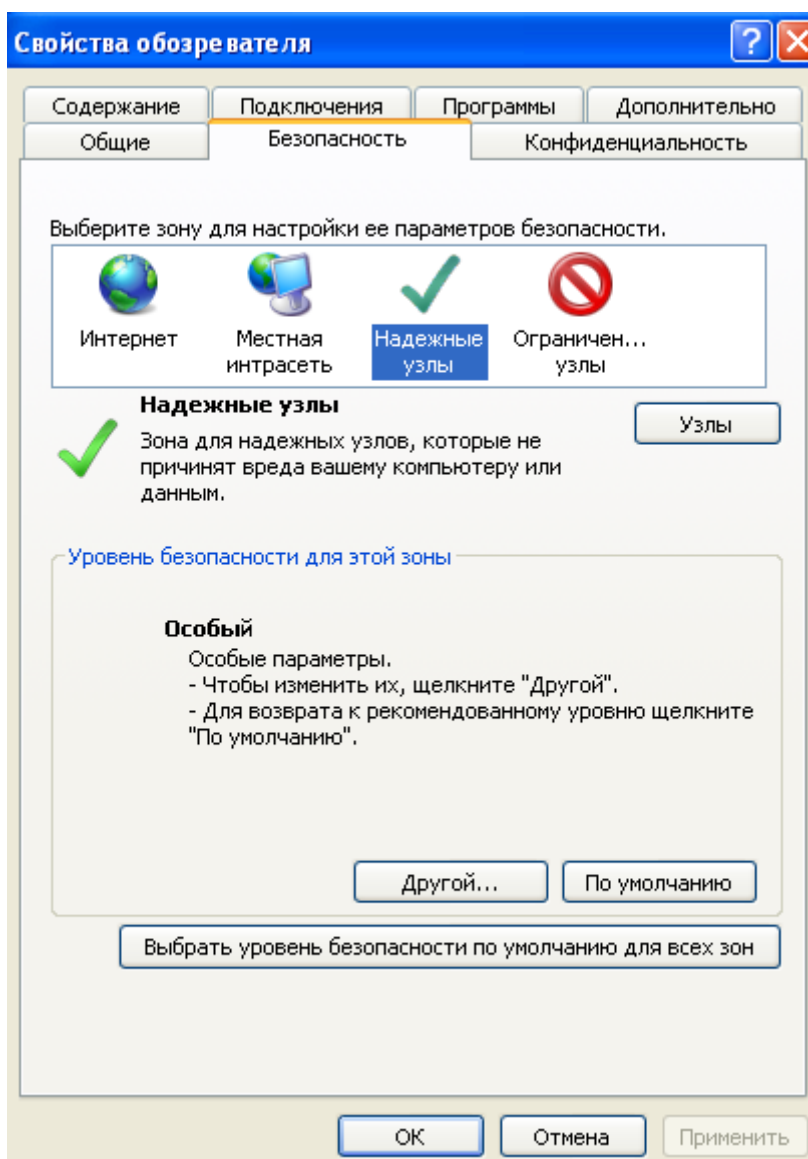 Свойства обозревателя
Содержание Подключения Программы Дополнительно
Общие Безопасность Конфиденциальность
Выберите зону для настройки ее параметров безопасности.
Интернет Местная интрасеть Надежные узлы Ограничен... узлы
Надежные узлы
Узлы
Зона для надежных узлов, которые не
причинят вреда вашему компьютеру или
данным.
Уровень безопасности для этой зоны
Особый
Особые параметры.
- Чтобы изменить их, щелкните "Другой".
- Для возврата к рекомендованному уровню щелкните
"По умолчанию".
Другой... По умолчанию
Выбрать уровень безопасности по умолчанию для всех зон
ОК Отмена Применить